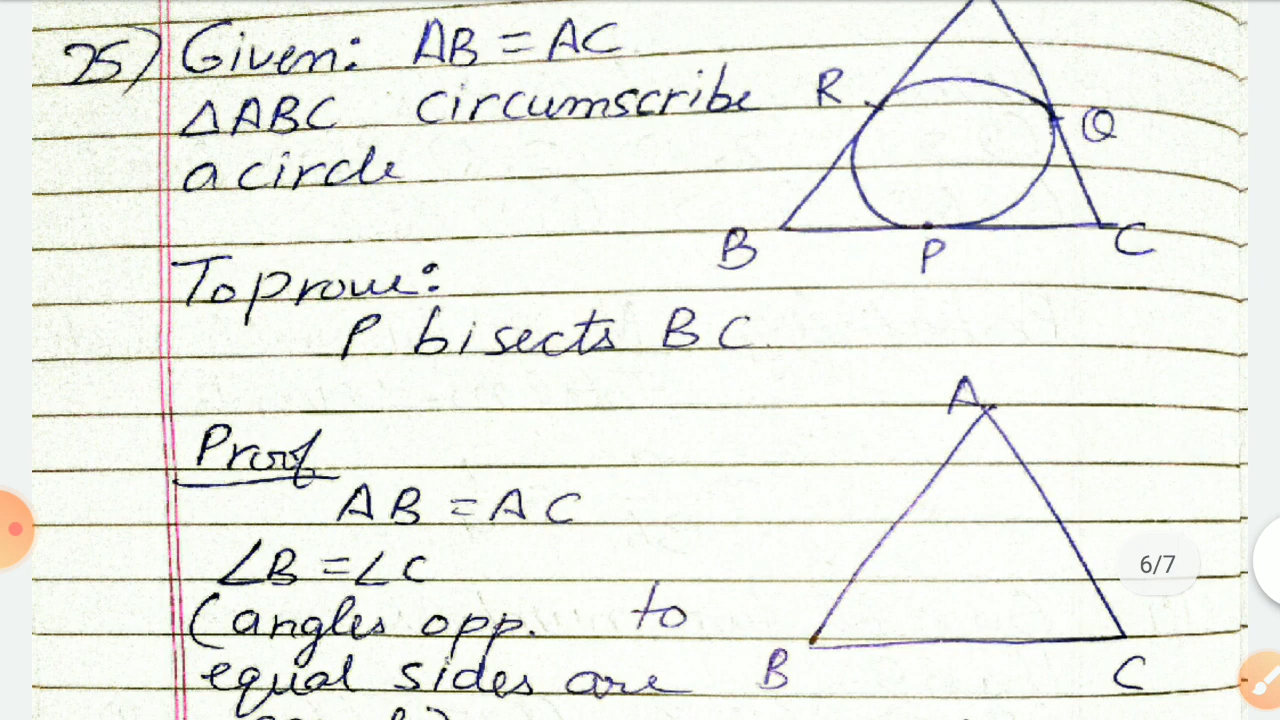 25) Given: AB = AC
△ABC circumscribe
a circle
R
Q
B
P
C
To prove:
P bisects BC
Proof
A
AB = AC
∠B = ∠C
6/7
(angles opp. to
equal sides are
B
C